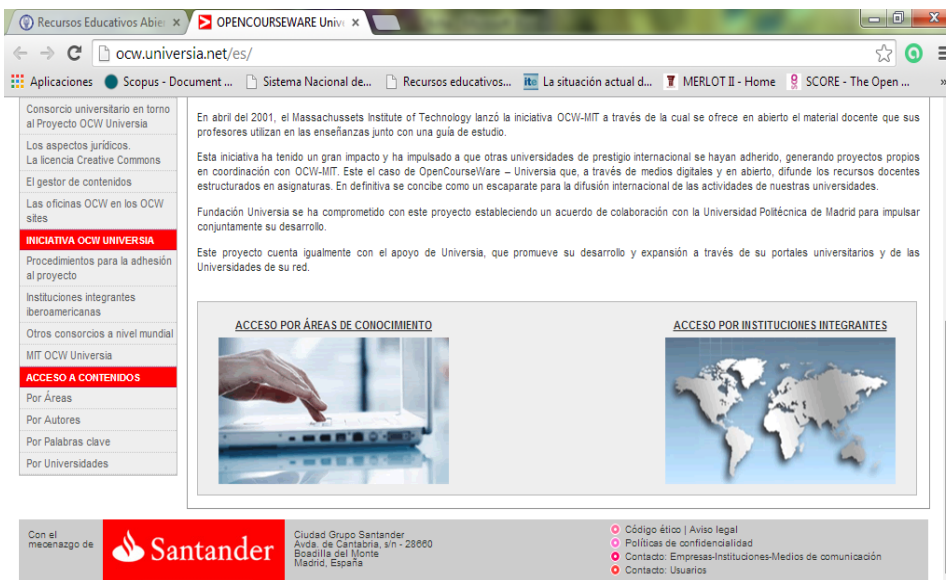 Recursos Educativos Abie
OPENCOURSEWARE Unive
ocw.universia.net/es/
Aplicaciones
Scopus - Document ...
Sistema Nacional de...
Recursos educativos...
ite
La situación actual d...
MERLOT II - Home
SCORE - The Open ...
»
Consorcio universitario en torno
al Proyecto OCW Universia
Los aspectos jurídicos.
La licencia Creative Commons
El gestor de contenidos
Las oficinas OCW en los OCW
sites
INICIATIVA OCW UNIVERSIA
Procedimientos para la adhesión
al proyecto
Instituciones integrantes
iberoamericanas
Otros consorcios a nivel mundial
MIT OCW Universia
ACCESO A CONTENIDOS
Por Áreas
Por Autores
Por Palabras clave
Por Universidades
En abril del 2001, el Massachussets Institute of Technology lanzó la iniciativa OCW-MIT a través de la cual se ofrece en abierto el material docente que sus
profesores utilizan en las enseñanzas junto con una guía de estudio.
Esta iniciativa ha tenido un gran impacto y ha impulsado a que otras universidades de prestigio internacional se hayan adherido, generando proyectos propios
en coordinación con OCW-MIT. Este el caso de OpenCourseWare – Universia que, a través de medios digitales y en abierto, difunde los recursos docentes
estructurados en asignaturas. En definitiva se concibe como un escaparate para la difusión internacional de las actividades de nuestras universidades.
Fundación Universia se ha comprometido con este proyecto estableciendo un acuerdo de colaboración con la Universidad Politécnica de Madrid para impulsar
conjuntamente su desarrollo.
Este proyecto cuenta igualmente con el apoyo de Universia, que promueve su desarrollo y expansión a través de su portales universitarios y de las
Universidades de su red.
ACCESO POR ÁREAS DE CONOCIMIENTO
ACCESO POR INSTITUCIONES INTEGRANTES
Con el
mecenazgo de
Santander
Ciudad Grupo Santander
Avda. de Cantabria, s/n - 28660
Boadilla del Monte
Madrid, España
Código ético | Aviso legal
Políticas de confidencialidad
Contacto: Empresas-Instituciones-Medios de comunicación
Contacto: Usuarios